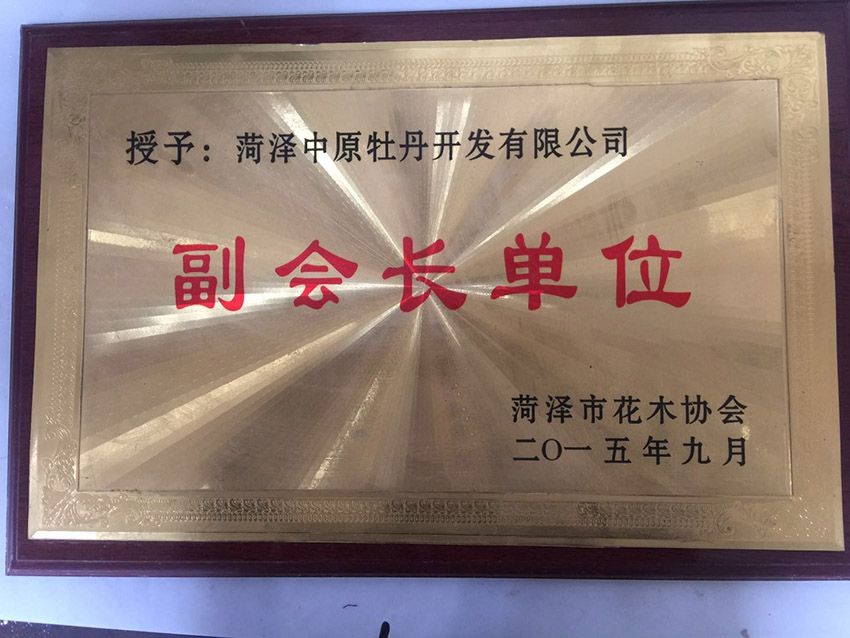 授予：菏泽中原牡丹开发有限公司
副会长单位
菏泽市花木协会
二〇一五年九月